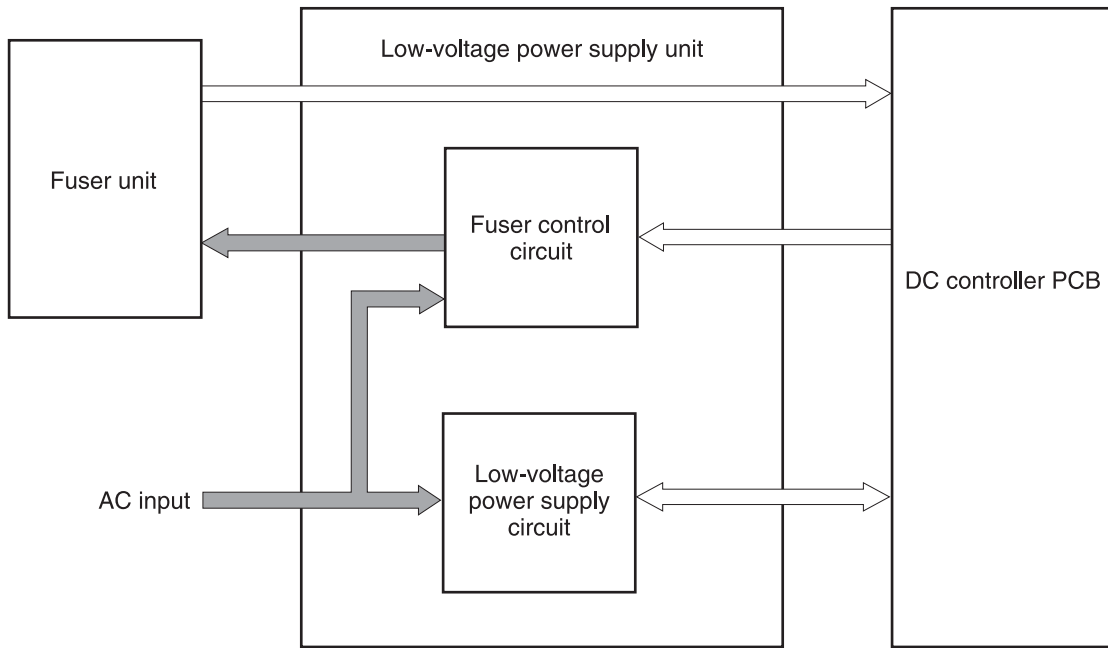 Low-voltage power supply unit
Fuser unit
Fuser control
circuit
DC controller PCB
AC input
Low-voltage
power supply
circuit